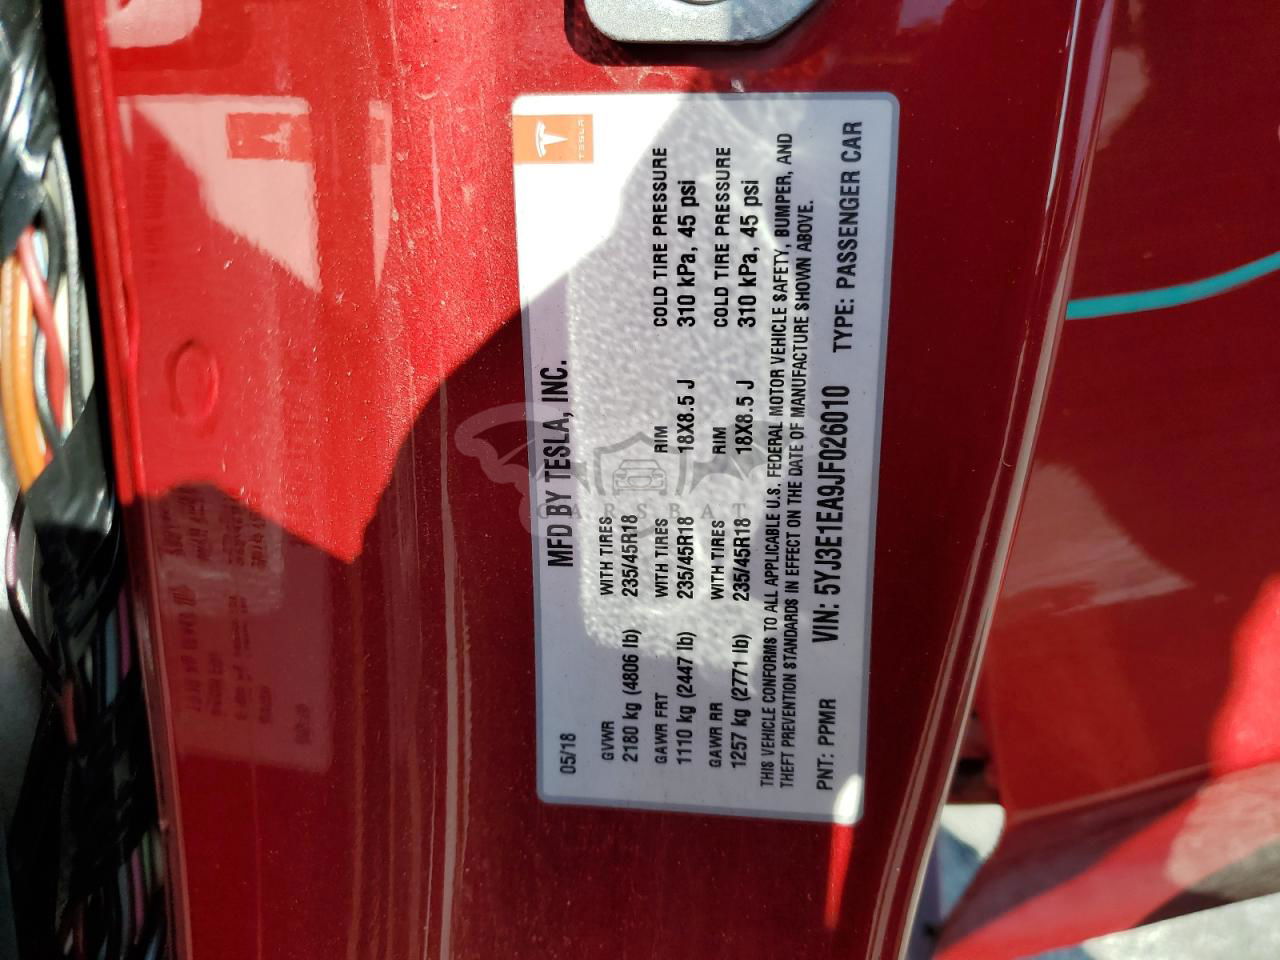 TESLA
05/18 MFD BY TESLA, INC.
GVWR WITH TIRES
2180 kg (4806 lb) 235/45R18
GAWR FRT WITH TIRES RIM COLD TIRE PRESSURE
1110 kg (2447 lb) 235/45R18 18X8.5 J 310 kPa, 45 psi
GAWR RR WITH TIRES RIM COLD TIRE PRESSURE
1257 kg (2771 lb) 235/45R18 18X8.5 J 310 kPa, 45 psi
THIS VEHICLE CONFORMS TO ALL APPLICABLE U.S. FEDERAL MOTOR VEHICLE SAFETY, BUMPER, AND
THEFT PREVENTION STANDARDS IN EFFECT ON THE DATE OF MANUFACTURE SHOWN ABOVE.
PNT: PPMR VIN: 5YJ3E1EA9JF026010 TYPE: PASSENGER CAR
CARSBAT